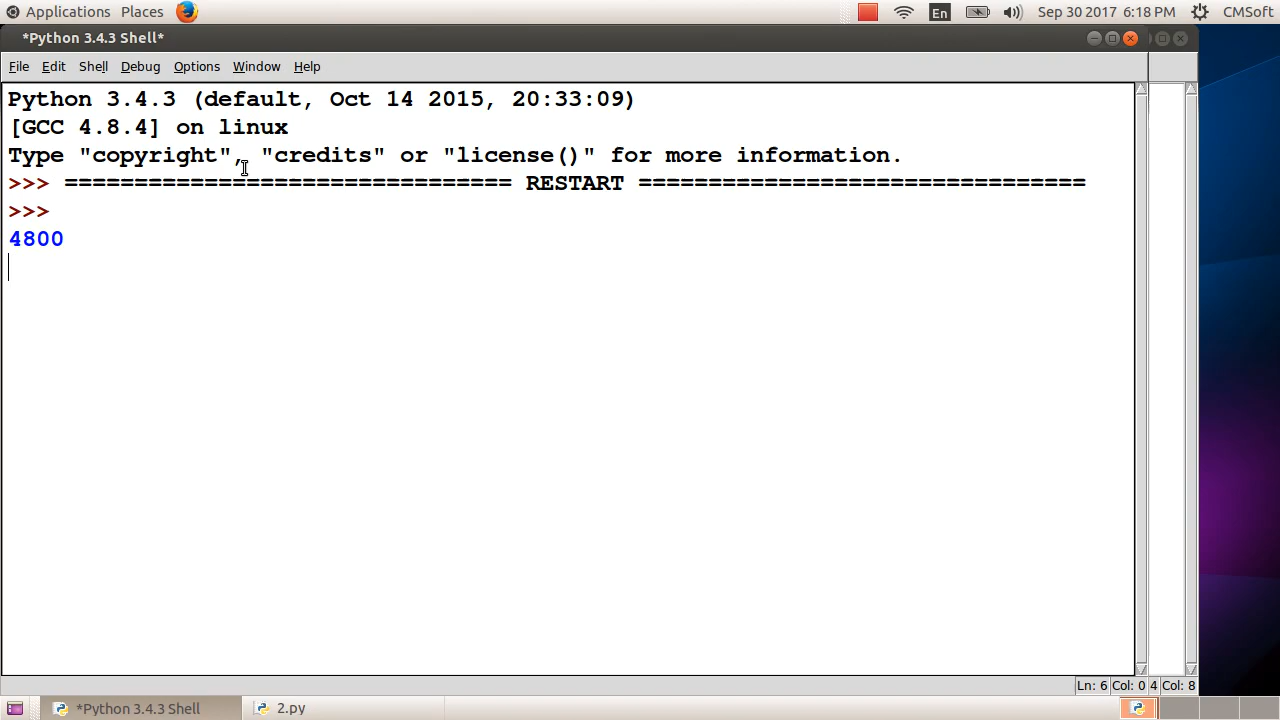 Applications Places En Sep 30 2017 6:18 PM CMSoft
*Python 3.4.3 Shell*
File Edit Shell Debug Options Window Help
Python 3.4.3 (default, Oct 14 2015, 20:33:09)
[GCC 4.8.4] on linux
Type "copyright", "credits" or "license()" for more information.
>>> ================================ RESTART ================================
>>>
4800
Ln: 6 Col: 0 4 Col: 8
*Python 3.4.3 Shell 2.py